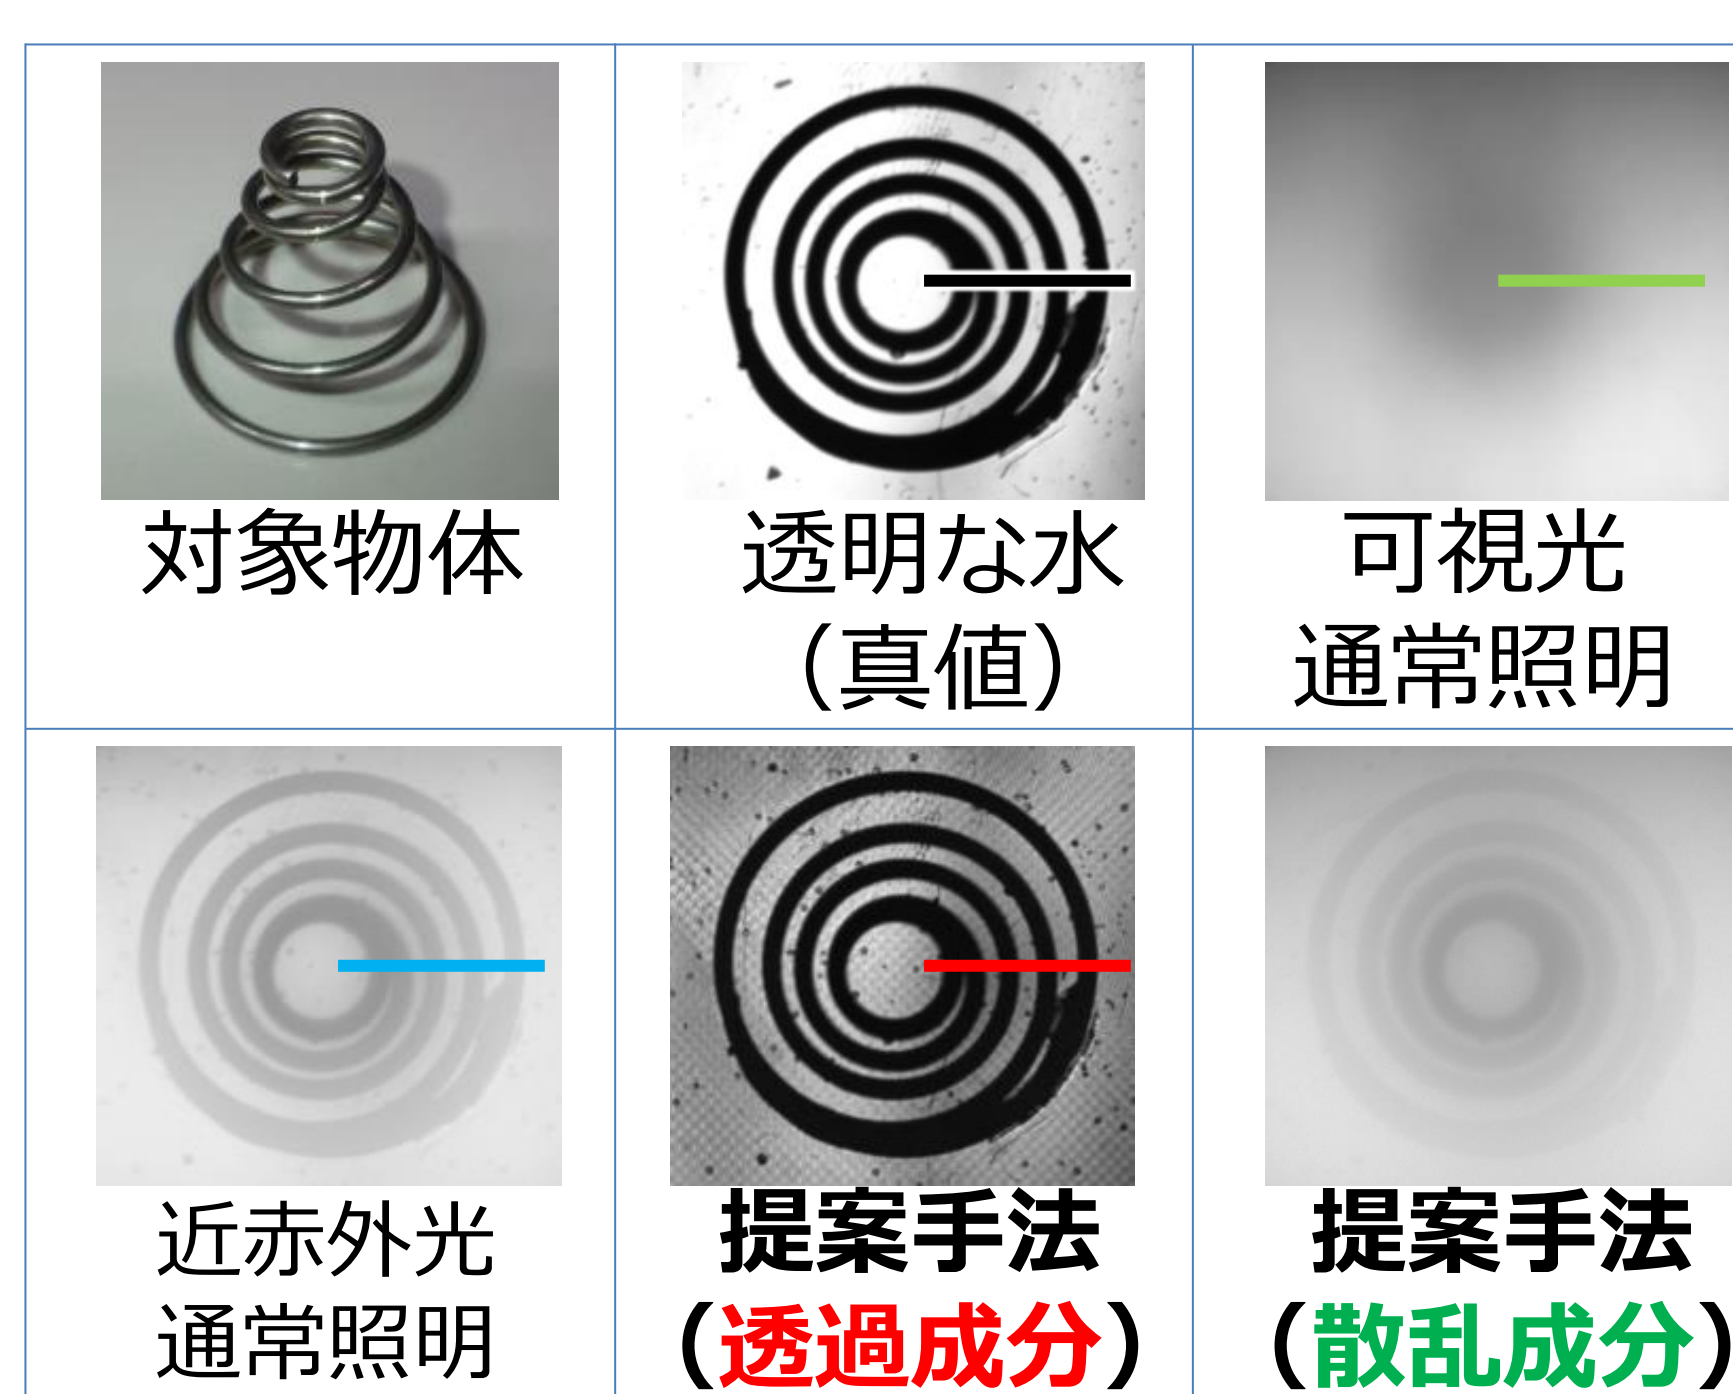 対象物体
透明な水
（真値）
可視光
通常照明
近赤外光
通常照明
提案手法
（透過成分）
提案手法
（散乱成分）